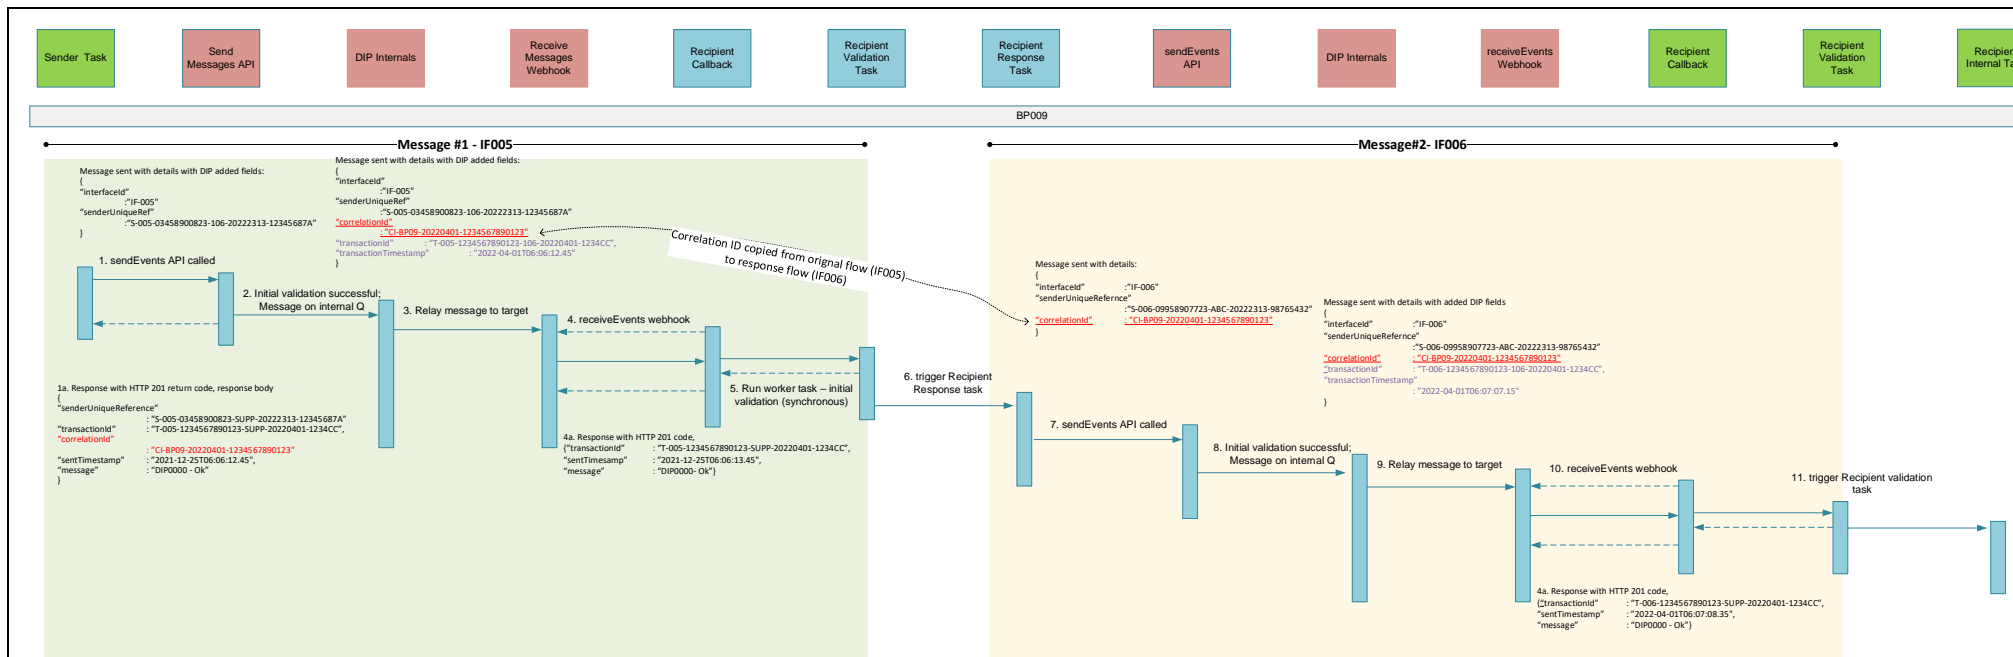 Sender Task
Send
Messages API
DIP Internals
Receive
Messages
Webhook
Recipient
Callback
Recipient
Validation
Task
Recipient
Response
Task
sendEvents
API
DIP Internals
receiveEvents
Webhook
Recipient
Callback
Recipient
Validation
Task
Recipien
Internal Ta
BP009
Message #1 - IF005
Message#2- IF006
Message sent with details with DIP added fields:
{
“interfaceId”
:”IF-005"
“senderUniqueRef”
:“S-005-03458900823-106-20222313-12345687A”
}
Message sent with details with DIP added fields:
{
“interfaceId”
:”IF-005"
“senderUniqueRef”
:“S-005-03458900823-106-20222313-12345687A”
“correlationId”
: “CI-BP09-20220401-1234567890123”
“transactionId” : “T-005-1234567890123-106-20220401-1234CC”,
“transactionTimestamp” : “2022-04-01T06:06:12.45”
}
Correlation ID copied from orignal flow (IF005)
to response flow (IF006)
1. sendEvents API called
2. Initial validation successful;
Message on internal Q
3. Relay message to target
4. receiveEvents webhook
5. Run worker task – initial
validation (synchronous)
6. trigger Recipient
Response task
1a. Response with HTTP 201 return code, response body
{
“senderUniqueReference”
: “S-005-03458900823-SUPP-20222313-12345687A”
“transactionId” : “T-005-1234567890123-SUPP-20220401-1234CC”,
“correlationId”
: “CI-BP09-20220401-1234567890123”
“sentTimestamp” : “2021-12-25T06:06:12.45”,
“message” : “DIP0000 - Ok”
}
4a. Response with HTTP 201 code,
{“transactionId” : “T-005-1234567890123-SUPP-20220401-1234CC”,
“sentTimesamp” : “2021-12-25T06:06:13.45”,
“message” : “DIP0000- Ok”}
Message sent with details:
{
“interfaceId” :”IF-006"
“senderUniqueRefernce”
:“S-006-09958907723-ABC-20222313-98765432”
“correlationId” : “CI-BP09-20220401-1234567890123”
}
Message sent with details with added DIP fields
{
“interfaceId” :”IF-006"
“senderUniqueRefernce”
:“S-006-09958907723-ABC-20222313-98765432”
“correlationId” : “CI-BP09-20220401-1234567890123”
“transactionId” : “T-006-1234567890123-106-20220401-1234CC”,
“transactionTimestamp”
: “2022-04-01T06:07:07.15”
}
7. sendEvents API called
8. Initial validation successful;
Message on internal Q
9. Relay message to target
10. receiveEvents webhook
11. trigger Recipient validation
task
4a. Response with HTTP 201 code,
{“transactionId” : “T-006-1234567890123-SUPP-20220401-1234CC”,
“sentTimestamp” : “2022-04-01T06:07:08.35”,
“message” : “DIP0000 - Ok”}